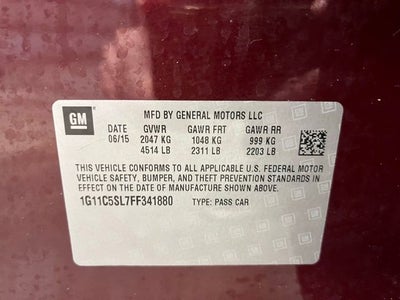 GM
MFD BY GENERAL MOTORS LLC
DATE GVWR GAWR FRT GAWR RR
06/15 2047 KG 1048 KG 999 KG
4514 LB 2311 LB 2203 LB
THIS VEHICLE CONFORMS TO ALL APPLICABLE U.S. FEDERAL MOTOR
VEHICLE SAFETY, BUMPER, AND THEFT PREVENTION STANDARDS
IN EFFECT ON THE DATE OF MANUFACTURE SHOWN ABOVE.
1G11C5SL7FF341880 TYPE: PASS CAR